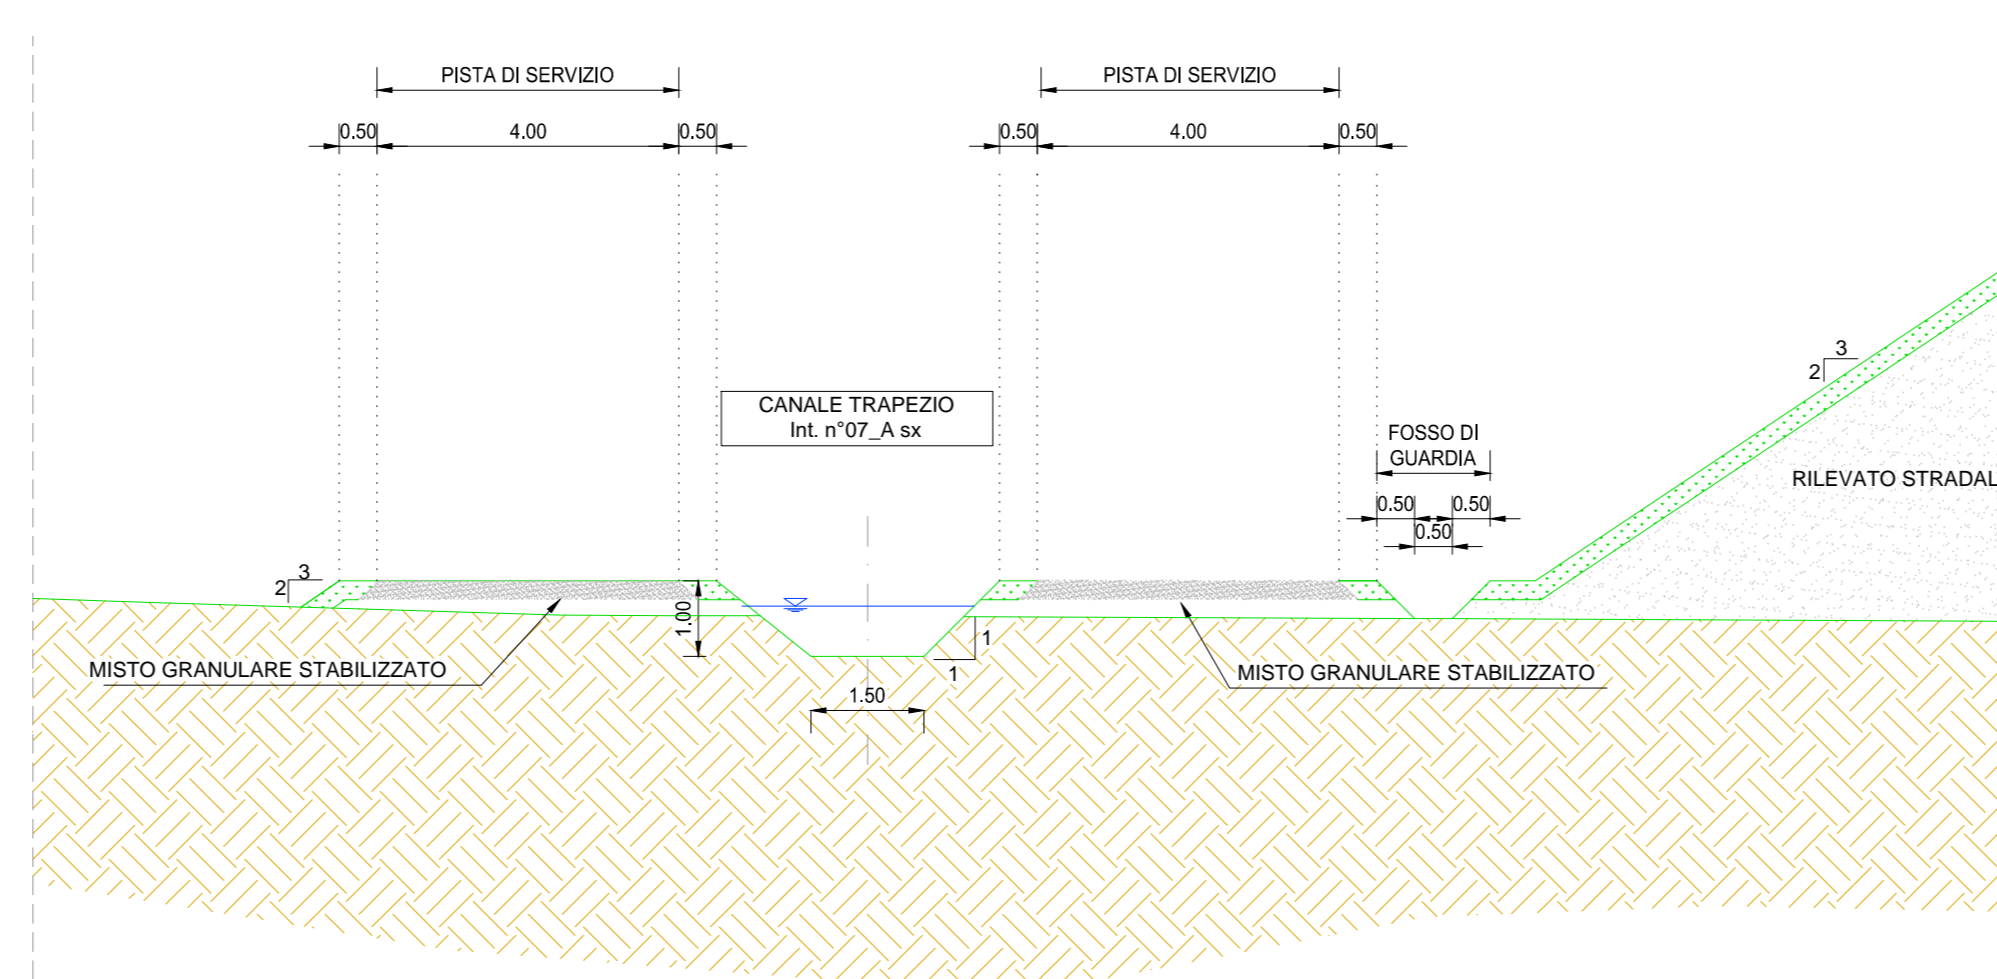 PISTA DI SERVIZIO
PISTA DI SERVIZIO
0.50 4.00 0.50
0.50 4.00 0.50
CANALE TRAPEZIO
Int. n°07_A sx
3
2
FOSSO DI
GUARDIA
RILEVATO STRADAL
0.50 0.50
0.50
3
2
1.00
1
1
MISTO GRANULARE STABILIZZATO
MISTO GRANULARE STABILIZZATO
1.50